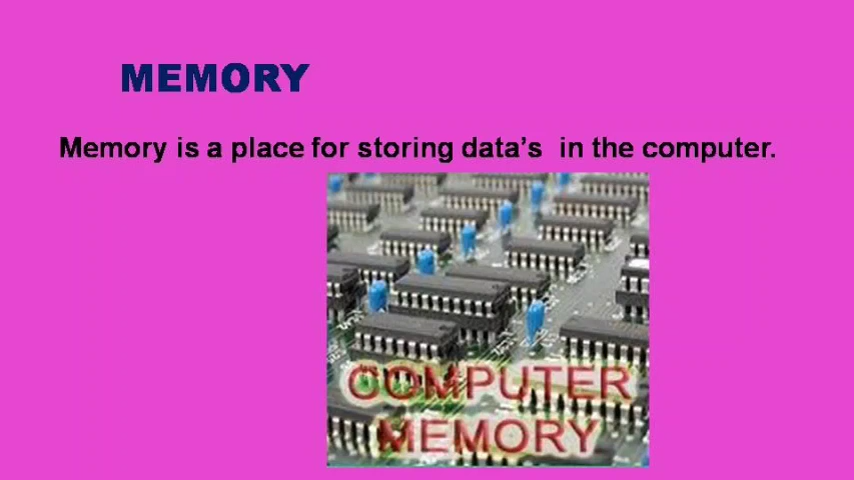 MEMORY
Memory is a place for storing data’s  in the computer.
COMPUTER
MEMORY